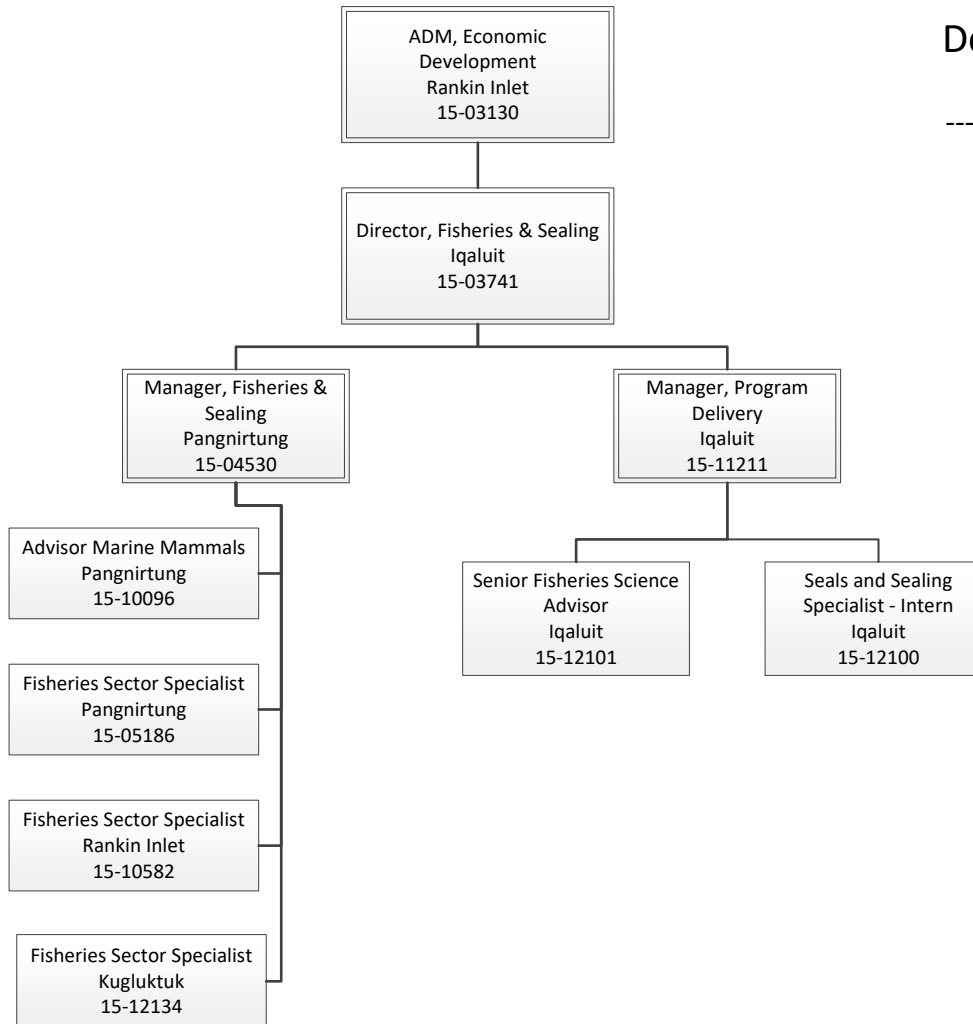 ADM, Economic
Development
Rankin Inlet
15-03130
De
---
Director, Fisheries & Sealing
Iqaluit
15-03741
Manager, Fisheries &
Sealing
Pangnirtung
15-04530
Manager, Program
Delivery
Iqaluit
15-11211
Advisor Marine Mammals
Pangnirtung
15-10096
Fisheries Sector Specialist
Pangnirtung
15-05186
Fisheries Sector Specialist
Rankin Inlet
15-10582
Fisheries Sector Specialist
Kugluktuk
15-12134
Senior Fisheries Science
Advisor
Iqaluit
15-12101
Seals and Sealing
Specialist - Intern
Iqaluit
15-12100